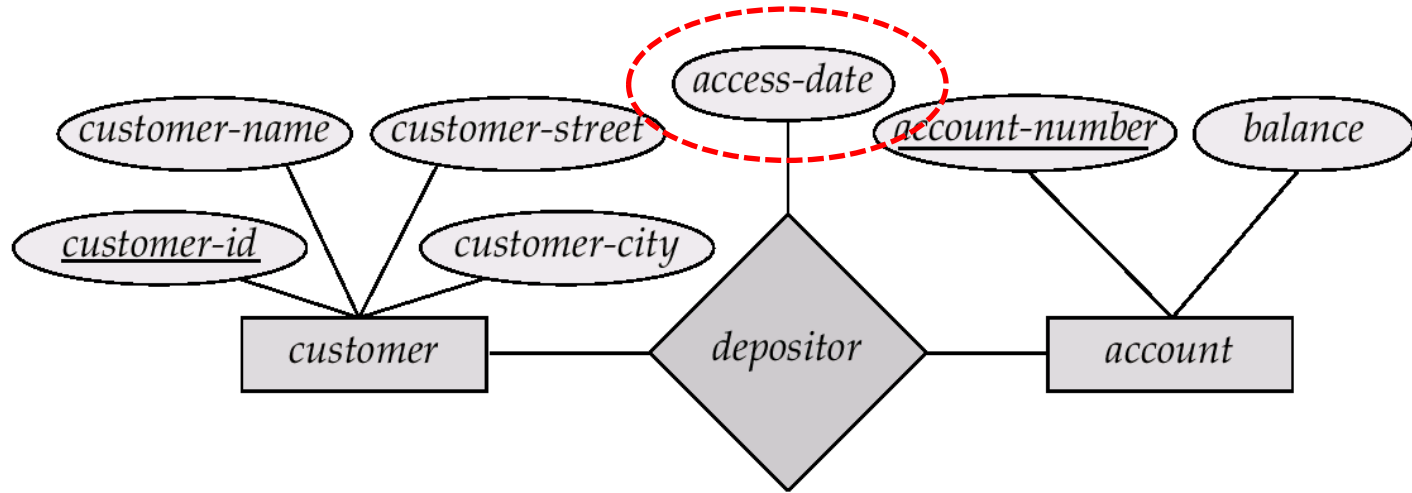 access-date
customer-name
customer-street
account-number
balance
customer-id
customer-city
customer
depositor
account